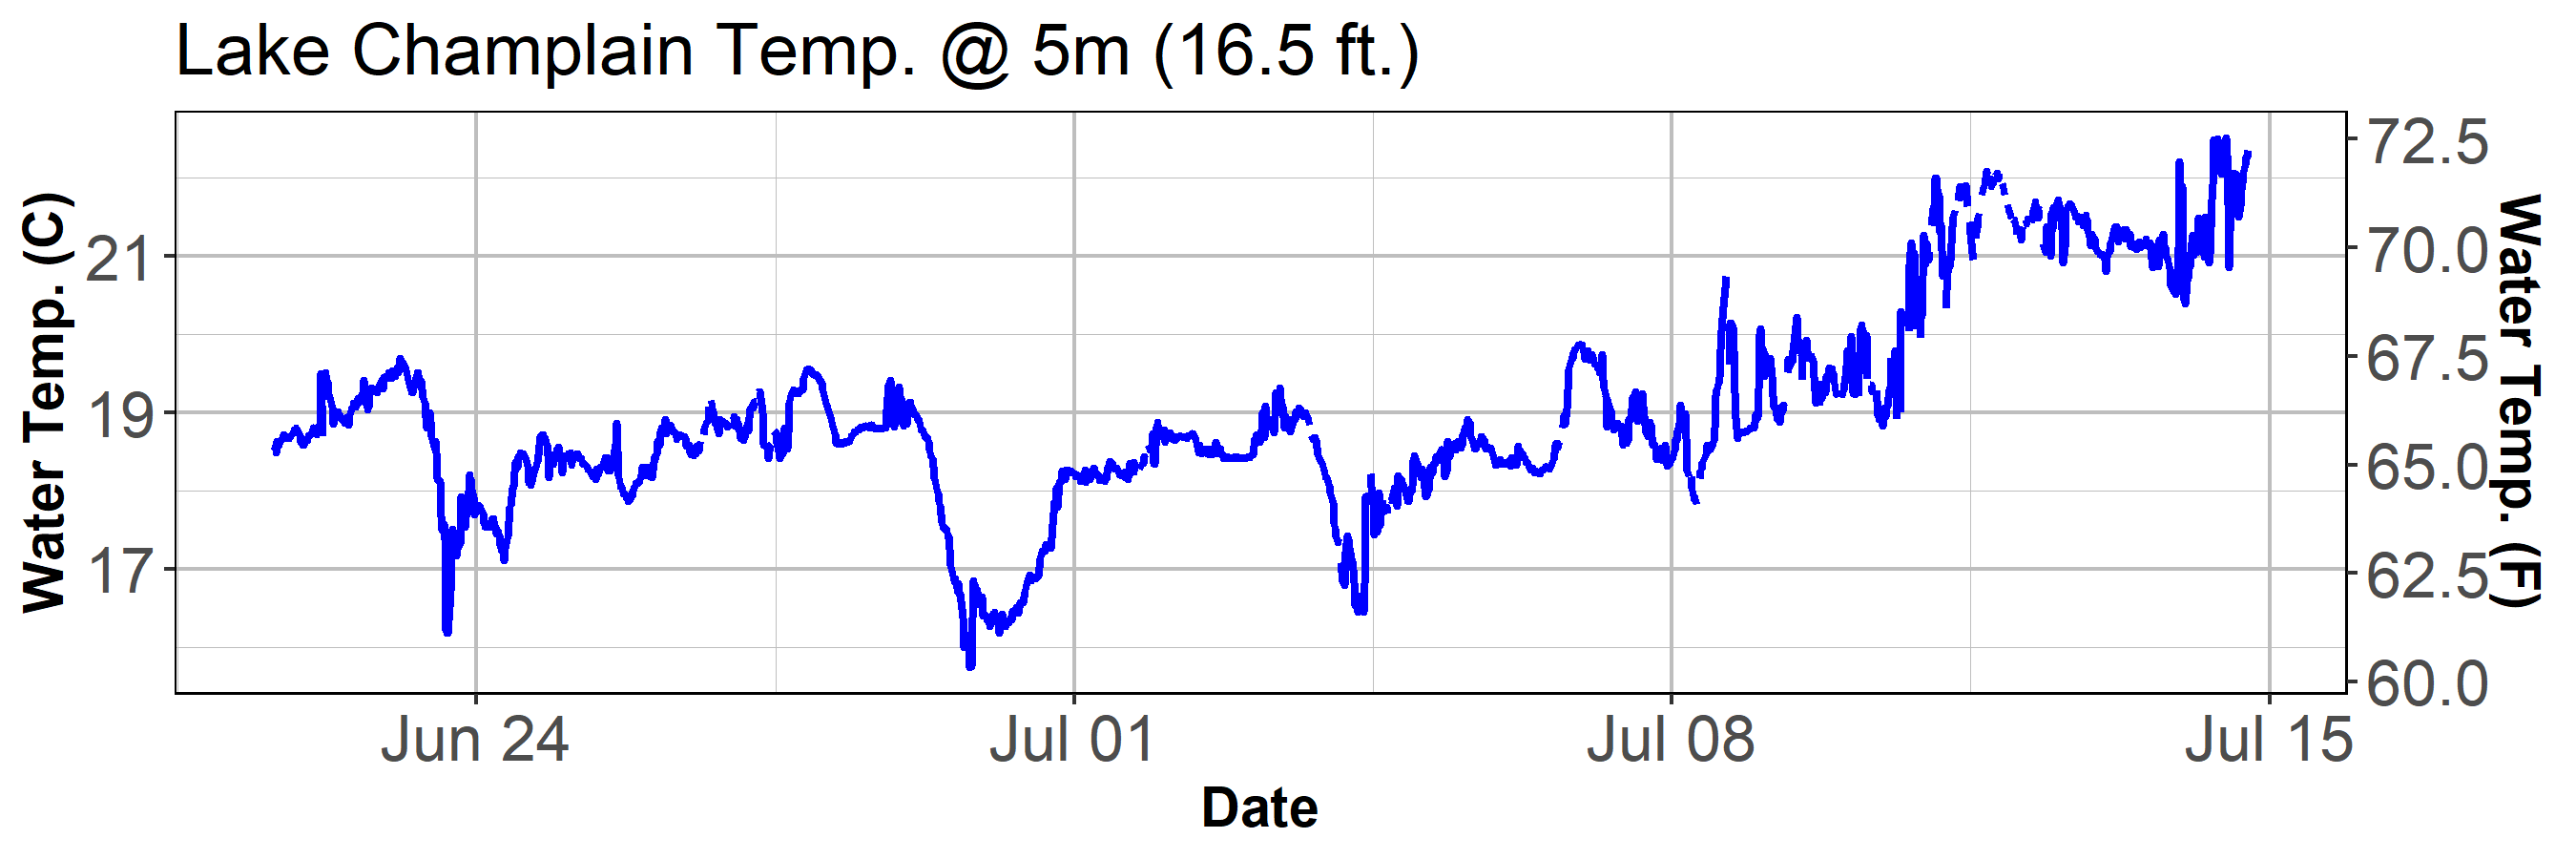 Lake Champlain Temp. @ 5m (16.5 ft.)
Water Temp. (C)
21
19
17
72.5
70.0
67.5
65.0
62.5
60.0
Water Temp. (F)
Jun 24
Jul 01
Jul 08
Jul 15
Date